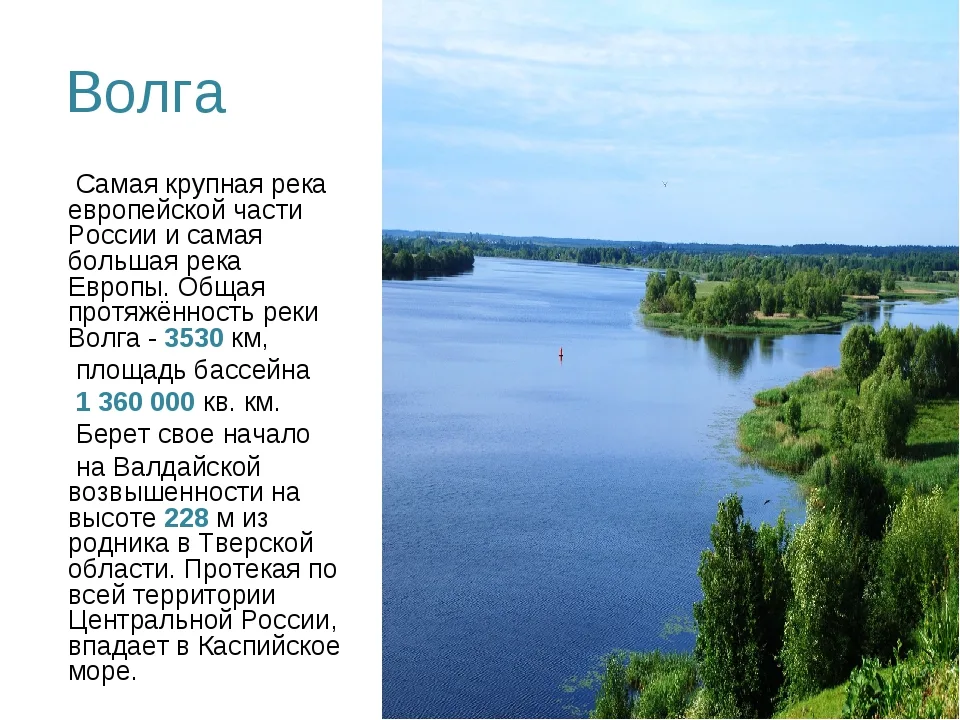 Волга
Самая крупная река
европейской части
России и самая
большая река
Европы. Общая
протяжённость реки
Волга - 3530 км,
площадь бассейна
1 360 000 кв. км.
Берет свое начало
на Валдайской
возвышенности на
высоте 228 м из
родника в Тверской
области. Протекая по
всей территории
Центральной России,
впадает в Каспийское
море.